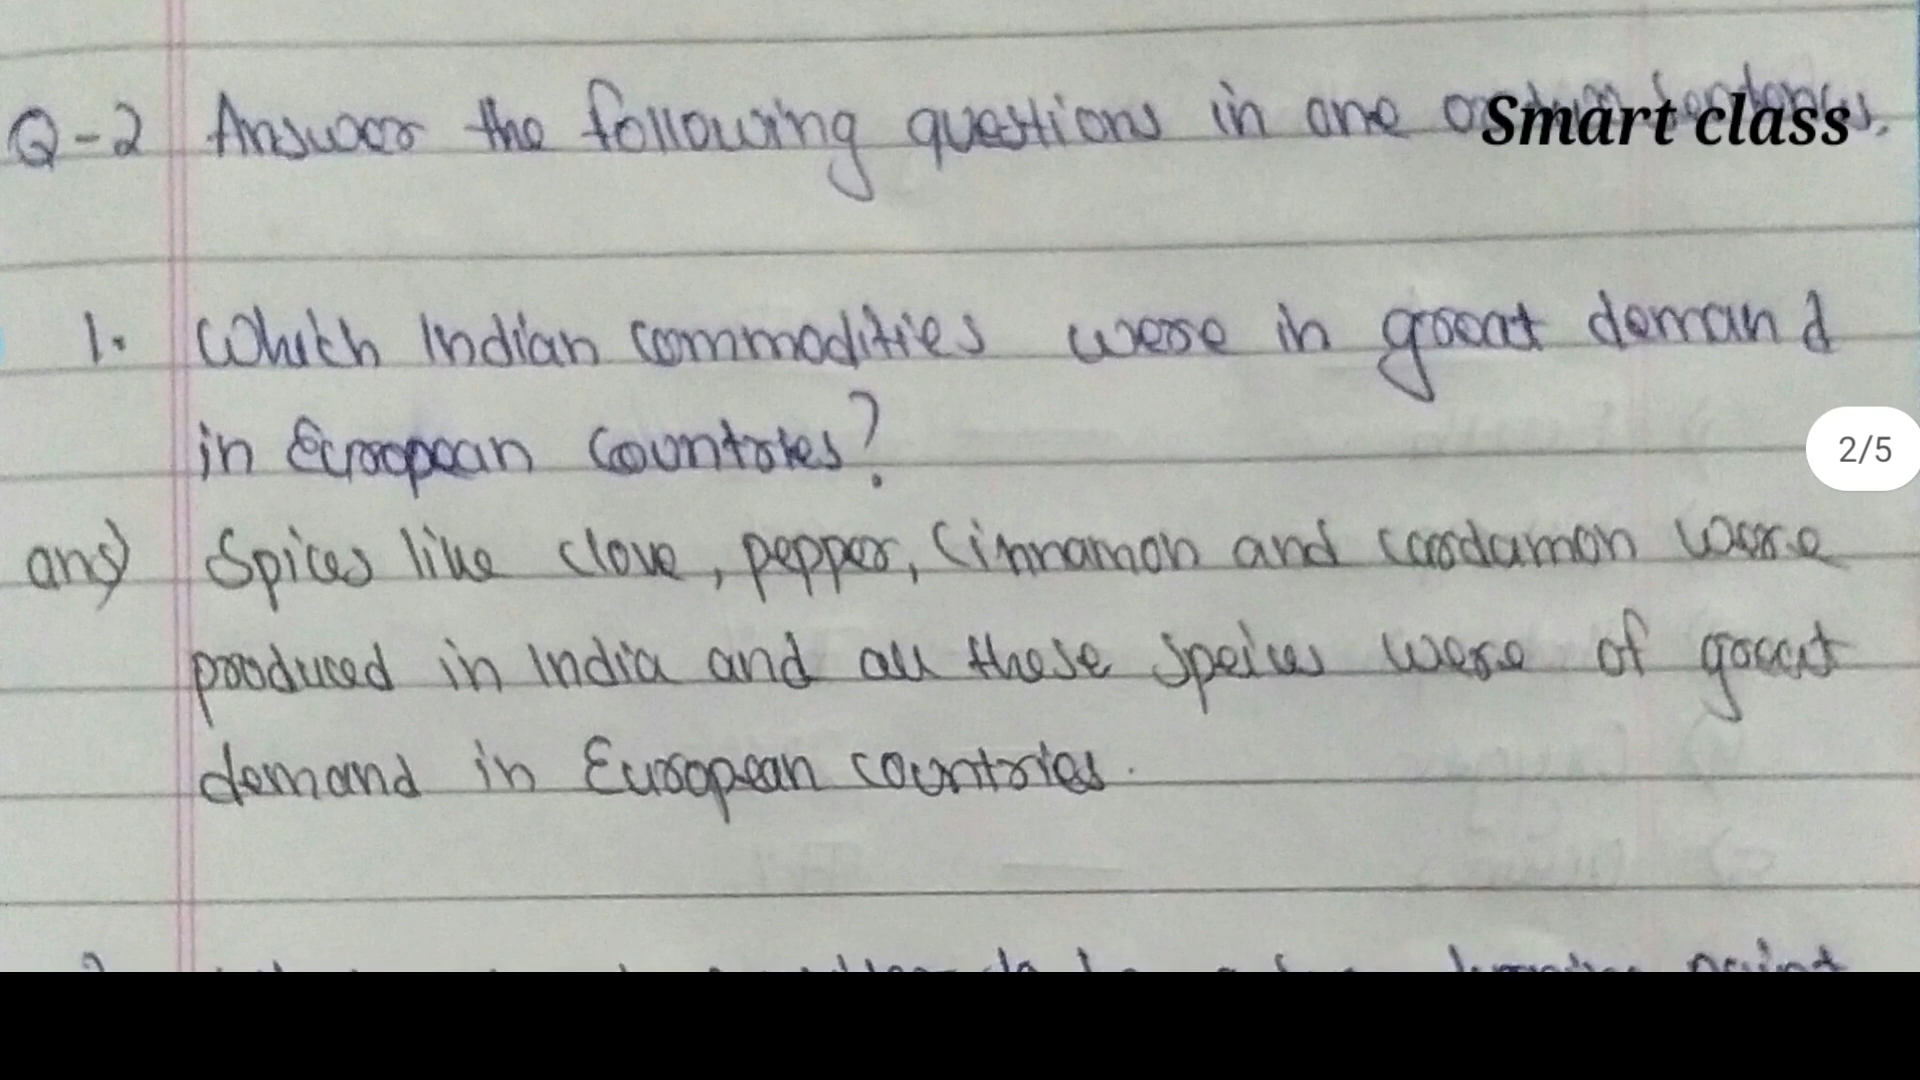 Q-2 Answer the following questions in one
Smart class
1. Which Indian commodities were in great demand
in European Countries?
2/5
ans) Spices like clove, pepper, Cinnamon and cardamon were
produced in India and all these speices were of great
demand in European countries.